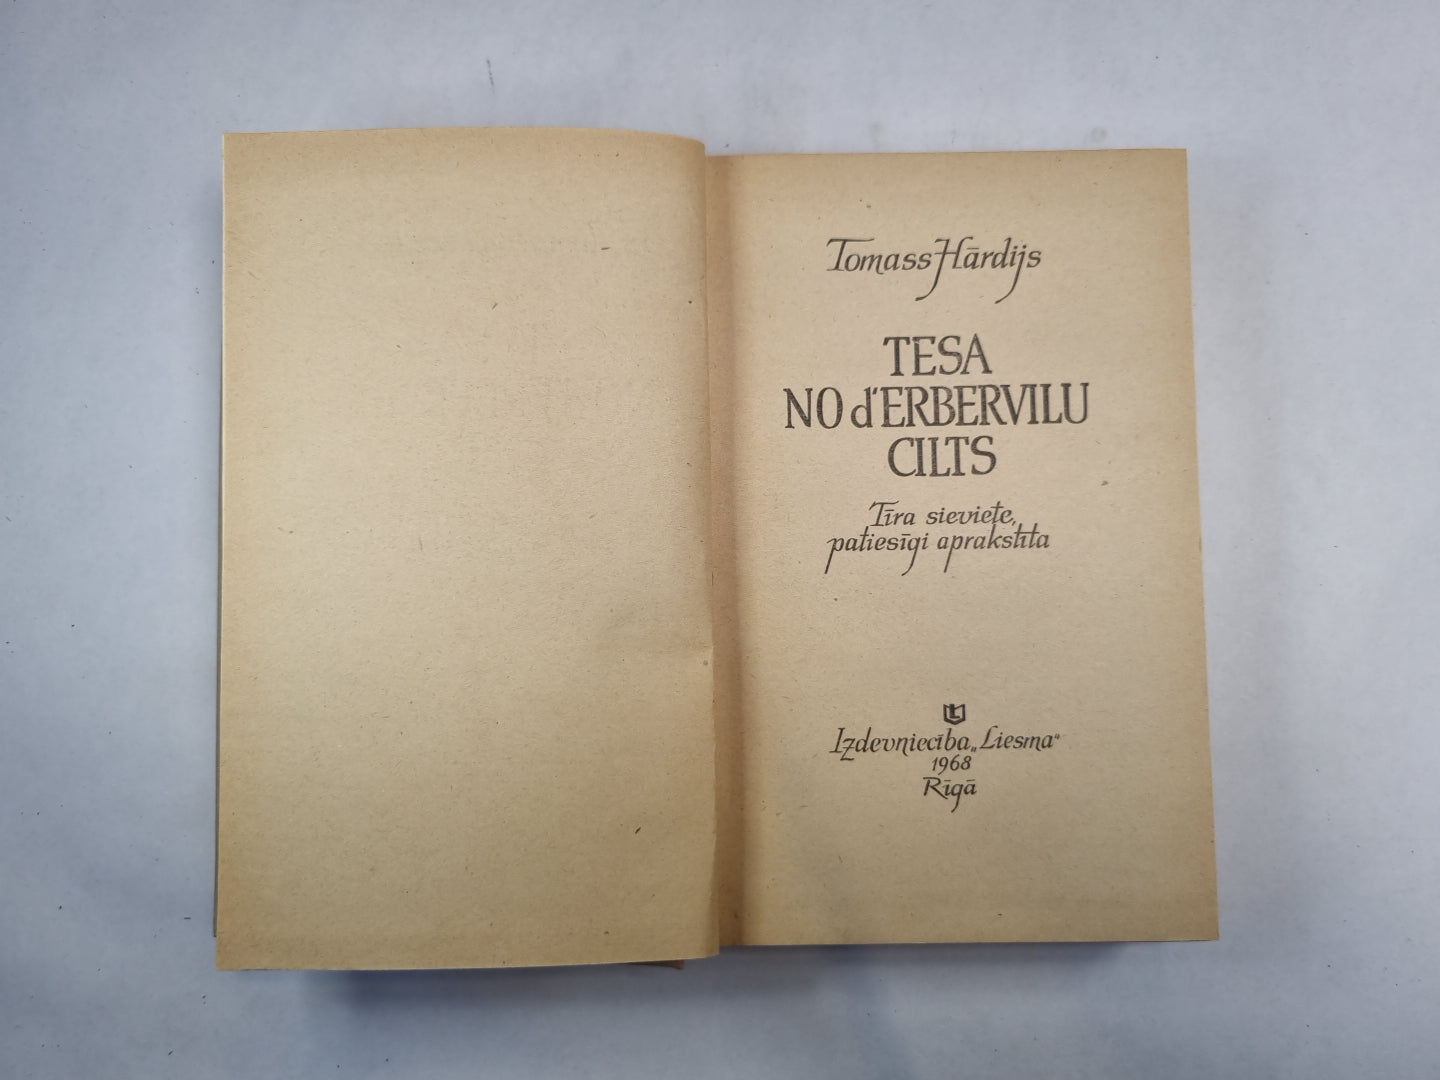 Tomass Hārdijs
TESA
NO d'ERBERVILU
CILTS
Tīra sieviete,
patiesīgi aprakstīta
Izdevniecība „Liesma"
1968
Rīgā